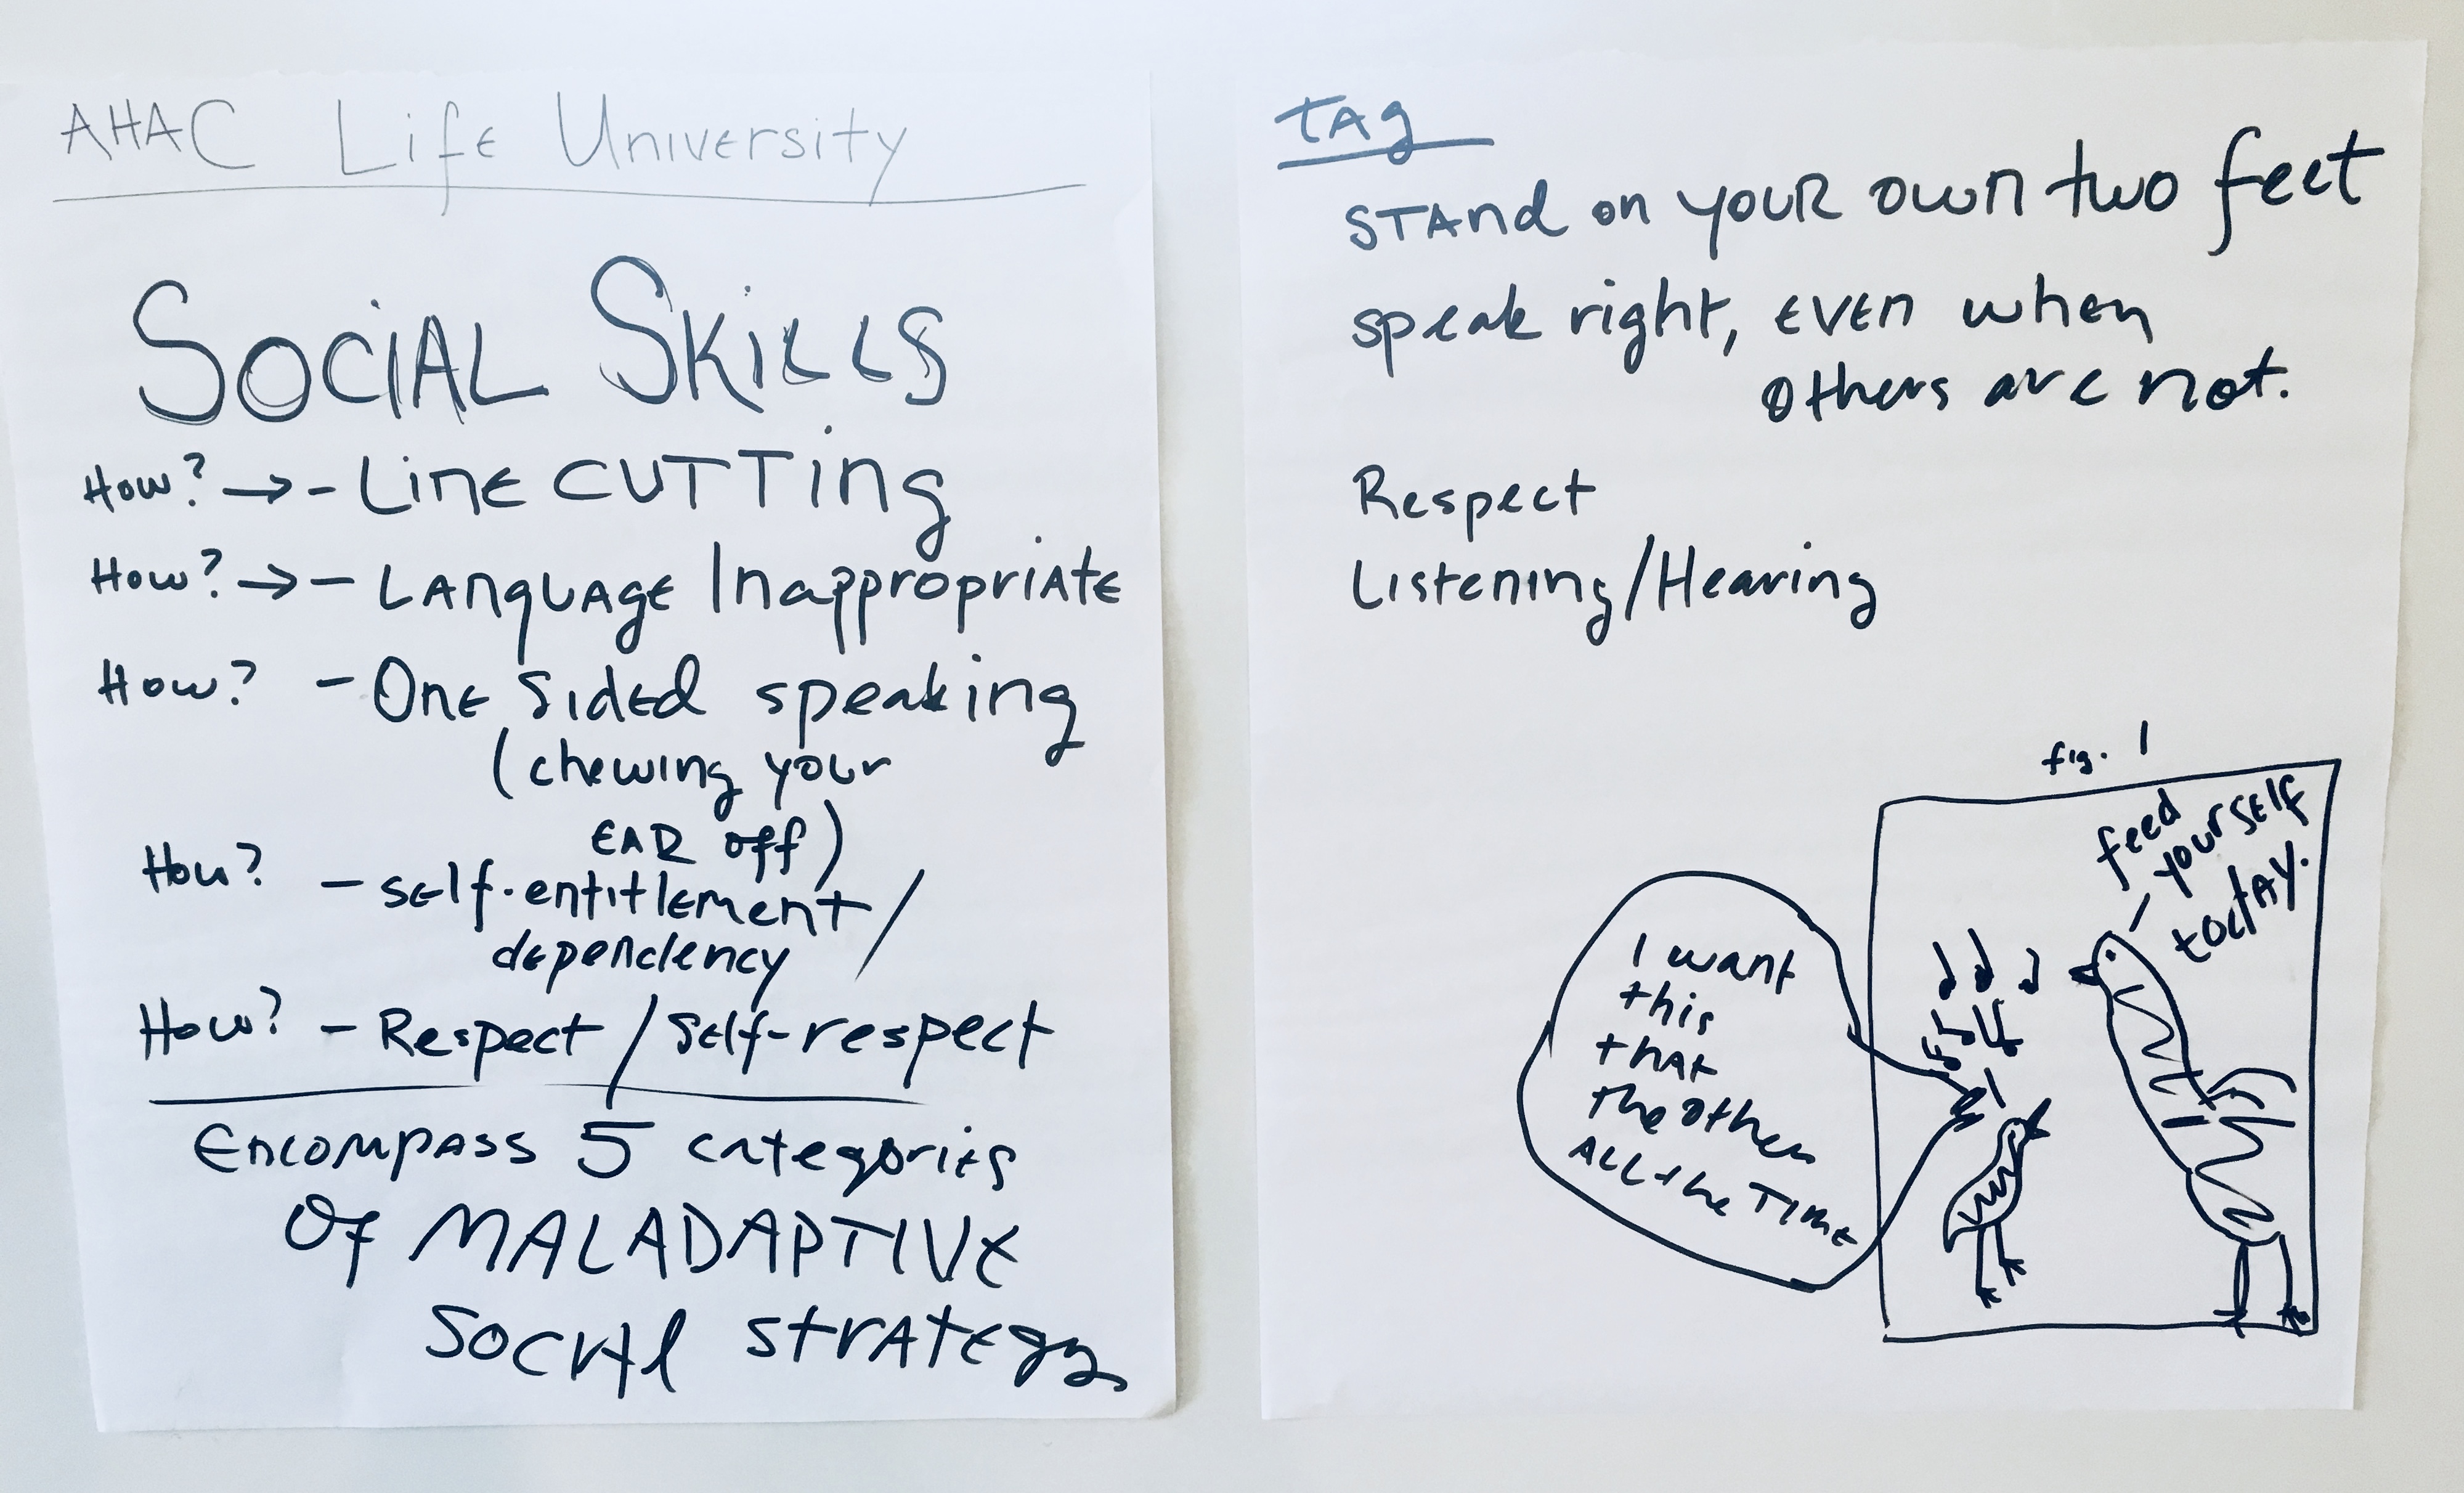 AHAC Life University
Social Skills
How? → - Line cutting
How? → - Language Inappropriate
How? - One sided speaking
(chewing your
ear off)
How? - self-entitlement /
dependency
How? - Respect / self-respect
Encompass 5 categories
Of MALADAPTIVE
Social strategy
tag
Stand on your own two feet
speak right, even when
others are not.
Respect
Listening/Hearing
fig. 1
feed
yourself
today.
I want
this
that
the other
ALL the TIME